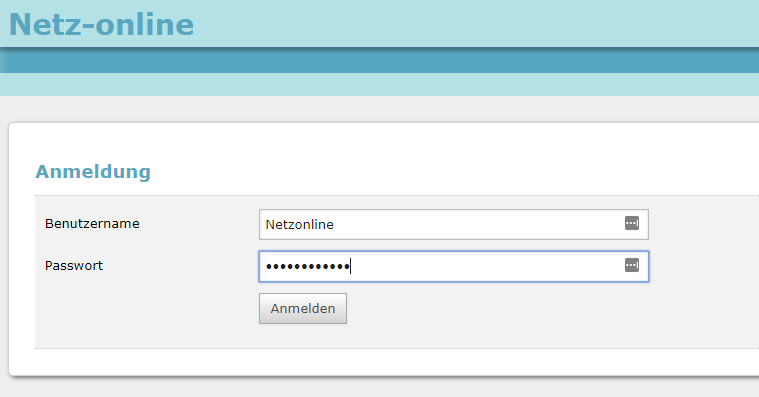 Netz-online
Anmeldung
Benutzername Netzonline
Passwort ••••••••••••
Anmelden